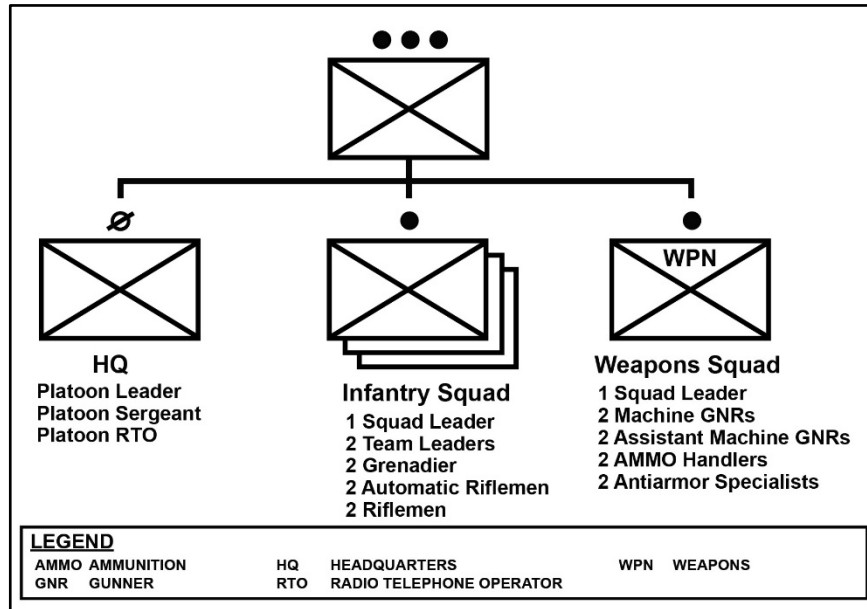 HQ
Platoon Leader
Platoon Sergeant
Platoon RTO
Infantry Squad
1 Squad Leader
2 Team Leaders
2 Grenadier
2 Automatic Riflemen
2 Riflemen
WPN
Weapons Squad
1 Squad Leader
2 Machine GNRs
2 Assistant Machine GNRs
2 AMMO Handlers
2 Antiarmor Specialists
LEGEND
AMMO AMMUNITION HQ HEADQUARTERS WPN WEAPONS
GNR GUNNER RTO RADIO TELEPHONE OPERATOR